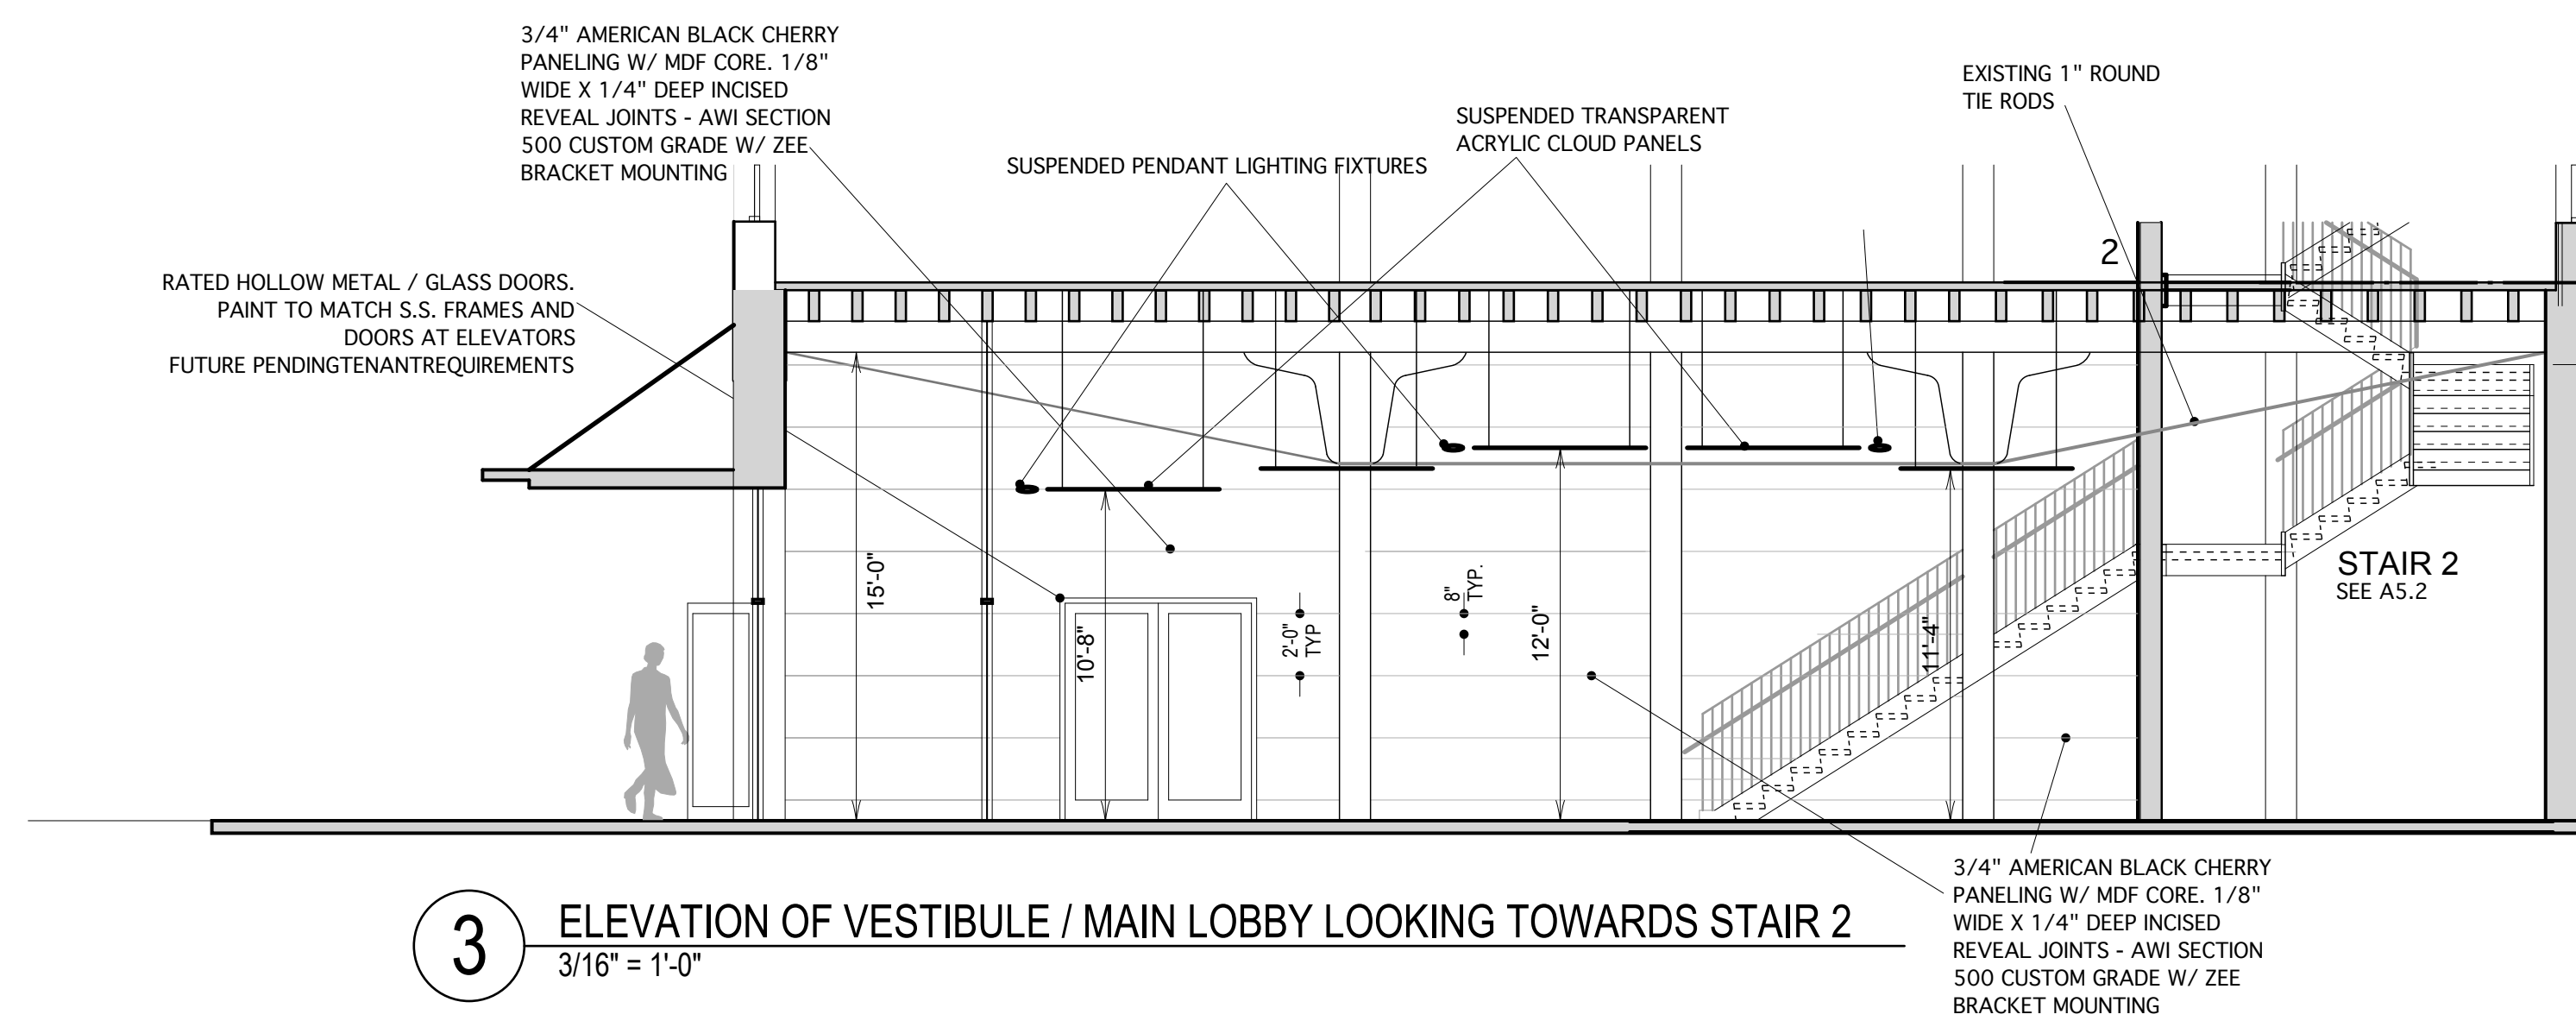 3/4" AMERICAN BLACK CHERRY
PANELING W/ MDF CORE. 1/8"
WIDE X 1/4" DEEP INCISED
REVEAL JOINTS - AWI SECTION
500 CUSTOM GRADE W/ ZEE
BRACKET MOUNTING
SUSPENDED PENDANT LIGHTING FIXTURES
SUSPENDED TRANSPARENT
ACRYLIC CLOUD PANELS
EXISTING 1" ROUND
TIE RODS
2
RATED HOLLOW METAL / GLASS DOORS.
PAINT TO MATCH S.S. FRAMES AND
DOORS AT ELEVATORS
FUTURE PENDINGTENANTREQUIREMENTS
15'-0"
10'-8"
2'-0"
TYP
8"
TYP.
12'-0"
11'-4"
STAIR 2
SEE A5.2
3/4" AMERICAN BLACK CHERRY
PANELING W/ MDF CORE. 1/8"
WIDE X 1/4" DEEP INCISED
REVEAL JOINTS - AWI SECTION
500 CUSTOM GRADE W/ ZEE
BRACKET MOUNTING
3
ELEVATION OF VESTIBULE / MAIN LOBBY LOOKING TOWARDS STAIR 2
3/16" = 1'-0"